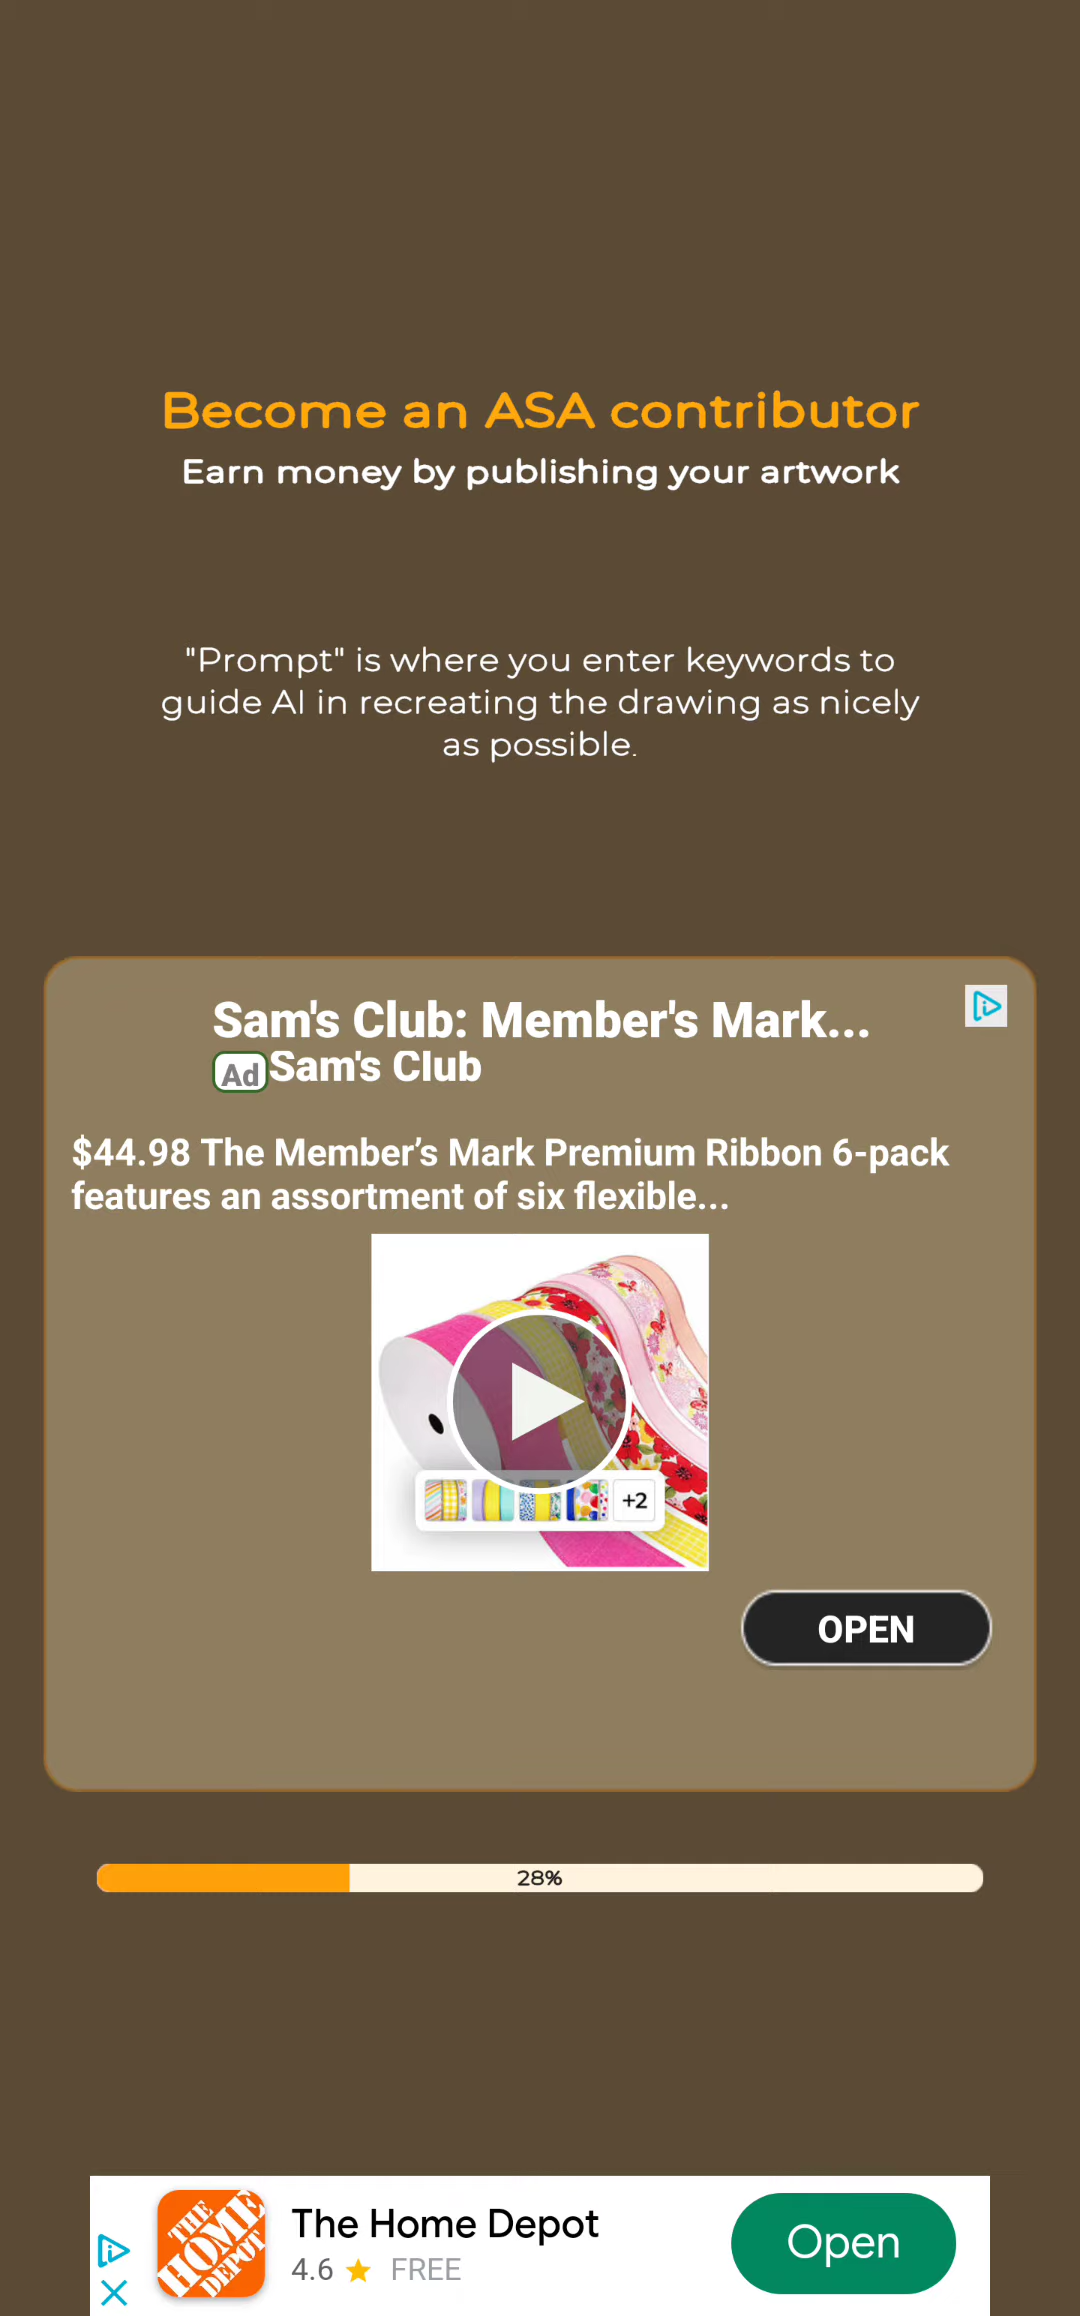 Become an ASA contributor
Earn money by publishing your artwork
"Prompt" is where you enter keywords to
guide AI in recreating the drawing as nicely
as possible.
Sam's Club: Member's Mark...
Ad Sam's Club
$44.98 The Member’s Mark Premium Ribbon 6-pack
features an assortment of six flexible...
+2
OPEN
28%
THE HOME DEPOT
The Home Depot
4.6 ★ FREE
Open